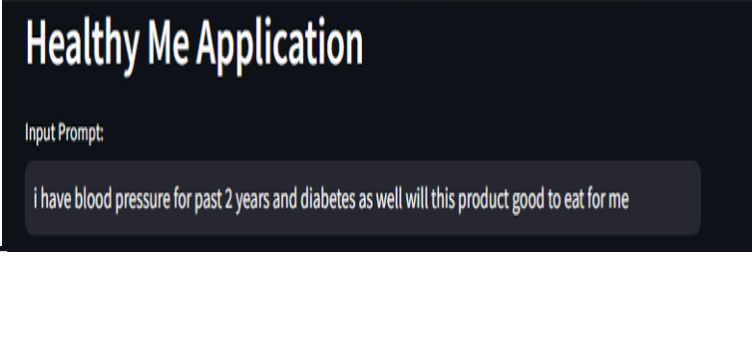 Healthy Me Application
Input Prompt:
i have blood pressure for past 2 years and diabetes as well will this product good to eat for me